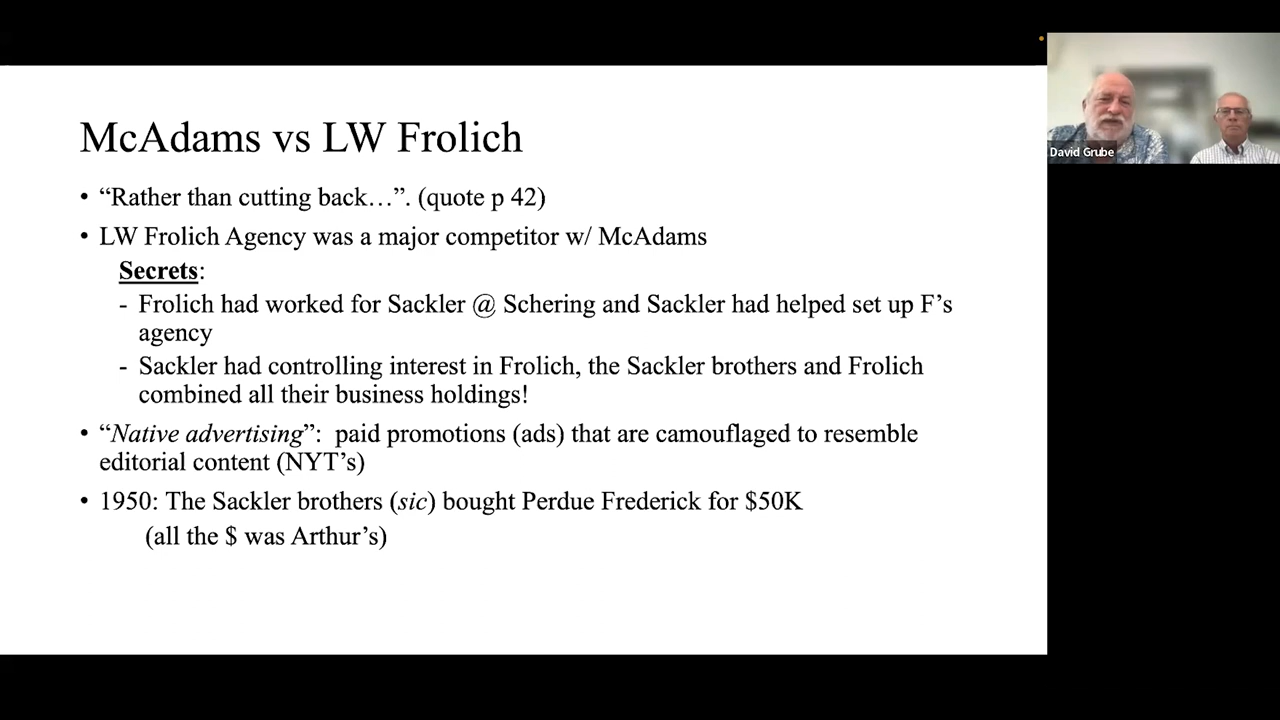 McAdams vs LW Frolich
• “Rather than cutting back…”. (quote p 42)
• LW Frolich Agency was a major competitor w/ McAdams
Secrets:
- Frolich had worked for Sackler @ Schering and Sackler had helped set up F’s
agency
- Sackler had controlling interest in Frolich, the Sackler brothers and Frolich
combined all their business holdings!
• “Native advertising”: paid promotions (ads) that are camouflaged to resemble
editorial content (NYT’s)
• 1950: The Sackler brothers (sic) bought Perdue Frederick for $50K
(all the $ was Arthur’s)
David Grube